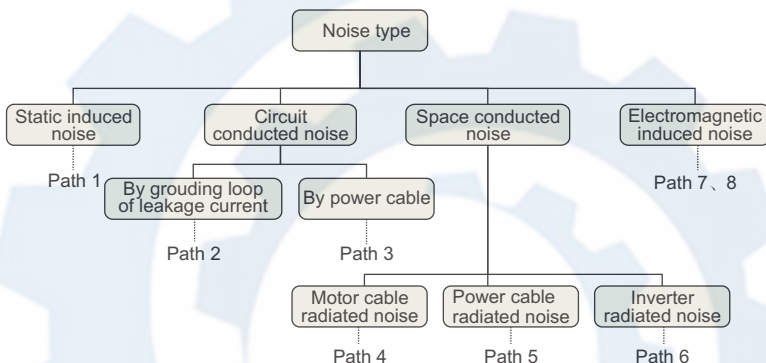 Noise type
Static induced
noise
Circuit
conducted noise
Space conducted
noise
Electromagnetic
induced noise
Path 1
By grouding loop
of leakage current
By power cable
Path 7、8
Path 2
Path 3
Motor cable
radiated noise
Power cable
radiated noise
Inverter
radiated noise
Path 4
Path 5
Path 6